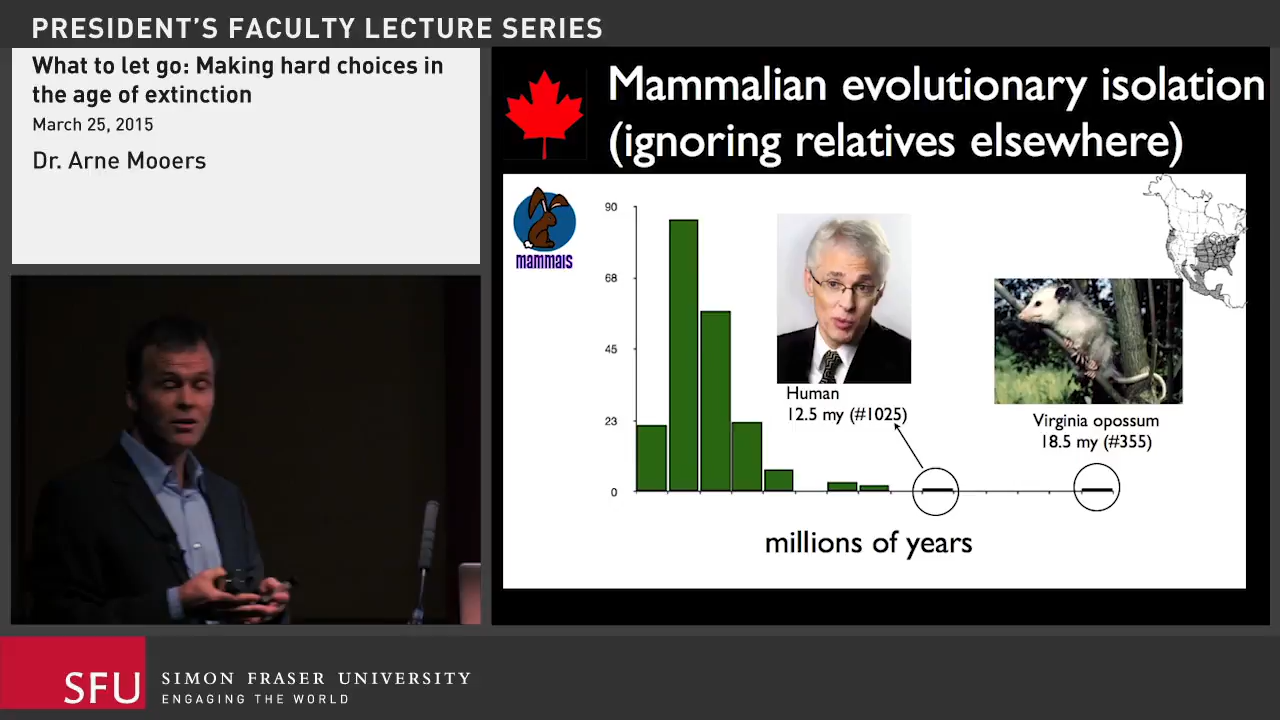 PRESIDENT'S FACULTY LECTURE SERIES
What to let go: Making hard choices in
the age of extinction
March 25, 2015
Dr. Arne Mooers
Mammalian evolutionary isolation
(ignoring relatives elsewhere)
mammals
90
68
45
23
0
Human
12.5 my (#1025)
Virginia opossum
18.5 my (#355)
millions of years
SFU
SIMON FRASER UNIVERSITY
ENGAGING THE WORLD